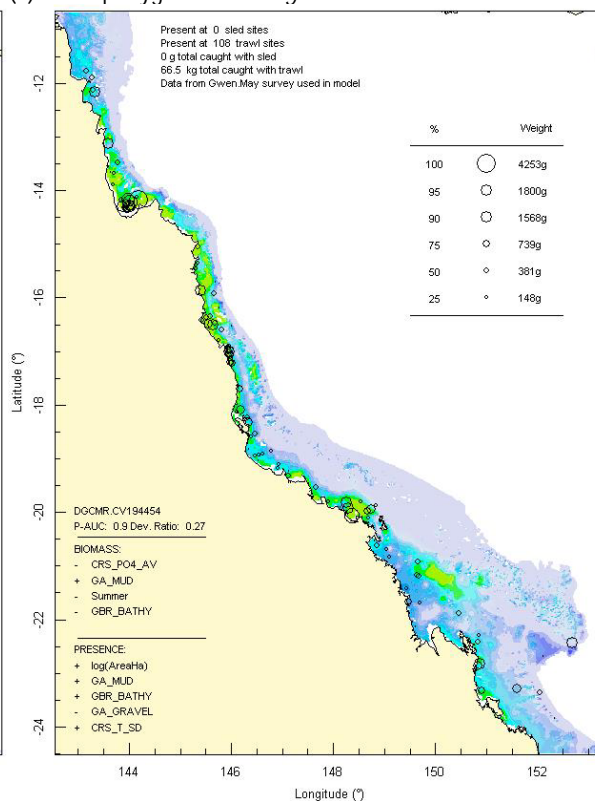 Present at 0 sled sites
Present at 108 trawl sites
0 g total caught with sled
66.5 kg total caught with trawl
Data from Gwen.May survey used in model
% Weight
100 4253g
95 1800g
90 1568g
75 739g
50 381g
25 148g
-12
-14
-16
-18
-20
-22
-24
Latitude (°)
DGCMR.CV194454
P-AUC: 0.9 Dev. Ratio: 0.27
BIOMASS:
- CRS_PO4_AV
+ GA_MUD
- Summer
- GBR_BATHY
PRESENCE:
+ log(AreaHa)
+ GA_MUD
+ GBR_BATHY
- GA_GRAVEL
+ CRS_T_SD
144 146 148 150 152
Longitude (°)